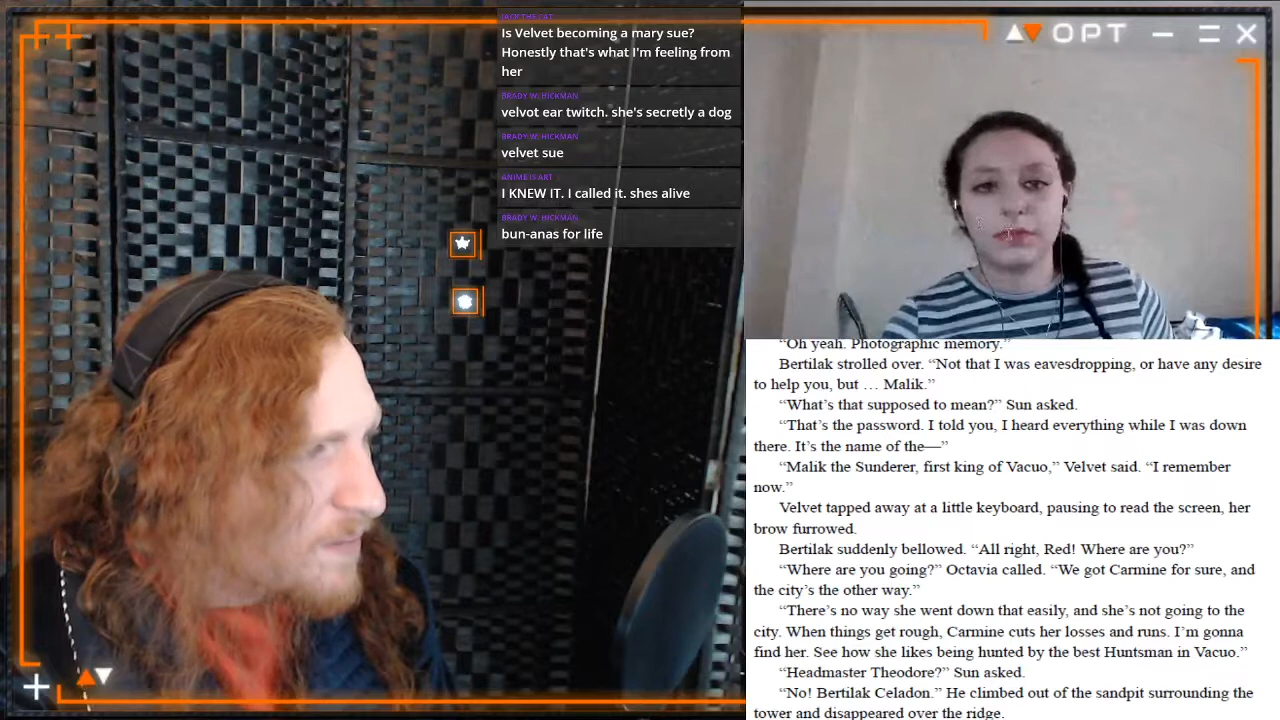 JACK THE CAT
Is Velvet becoming a mary sue?
Honestly that's what I'm feeling from
her
BRADY W. HICKMAN
velvot ear twitch. she's secretly a dog
BRADY W. HICKMAN
velvet sue
ANIME IS ART
I KNEW IT. I called it. shes alive
BRADY W. HICKMAN
bun-anas for life
OPT
“Oh yeah. Photographic memory.”
Bertilak strolled over. “Not that I was eavesdropping, or have any desire
to help you, but … Malik.”
“What’s that supposed to mean?” Sun asked.
“That’s the password. I told you, I heard everything while I was down
there. It’s the name of the—”
“Malik the Sunderer, first king of Vacuo,” Velvet said. “I remember
now.”
Velvet tapped away at a little keyboard, pausing to read the screen, her
brow furrowed.
Bertilak suddenly bellowed. “All right, Red! Where are you?”
“Where are you going?” Octavia called. “We got Carmine for sure, and
the city’s the other way.”
“There’s no way she went down that easily, and she’s not going to the
city. When things get rough, Carmine cuts her losses and runs. I’m gonna
find her. See how she likes being hunted by the best Huntsman in Vacuo.”
“Headmaster Theodore?” Sun asked.
“No! Bertilak Celadon.” He climbed out of the sandpit surrounding the
tower and disappeared over the ridge.